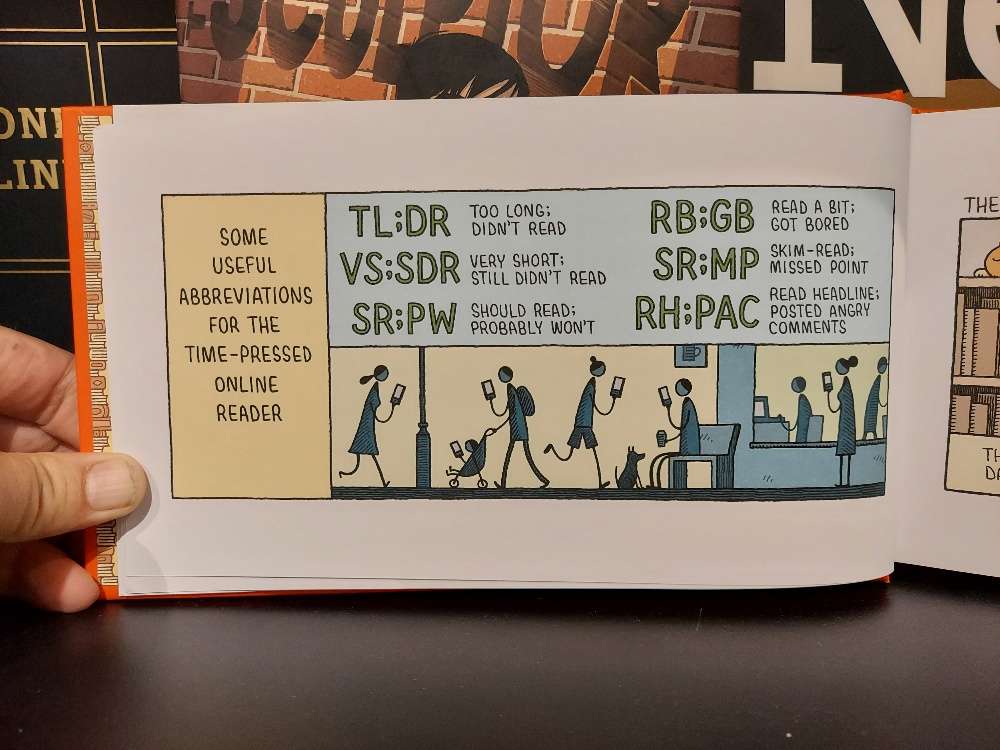 SOME
USEFUL
ABBREVIATIONS
FOR THE
TIME-PRESSED
ONLINE
READER
TL;DR TOO LONG;
DIDN'T READ
VS;SDR VERY SHORT;
STILL DIDN'T READ
SR;PW SHOULD READ;
PROBABLY WON'T
RB;GB READ A BIT;
GOT BORED
SR;MP SKIM-READ;
MISSED POINT
RH;PAC READ HEADLINE;
POSTED ANGRY
COMMENTS